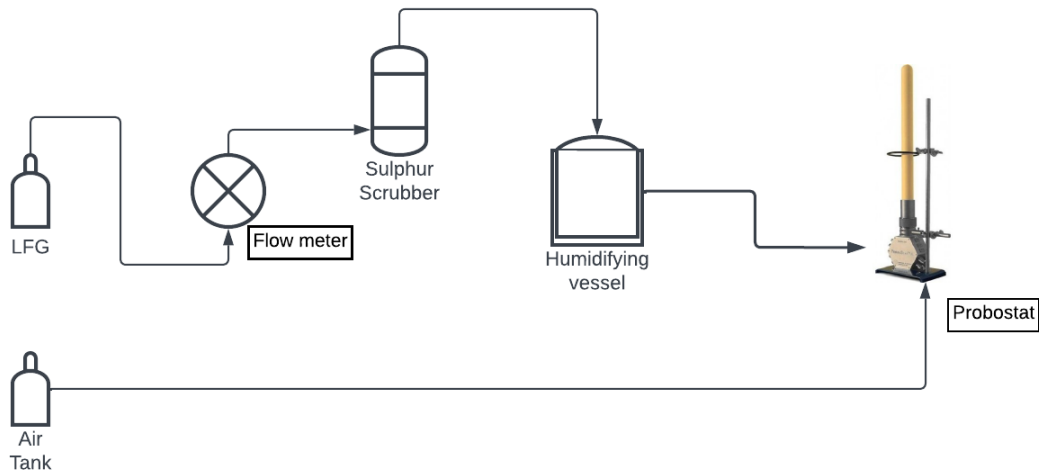 Sulphur
Scrubber
LFG
Flow meter
Humidifying
vessel
Probostat
Air
Tank